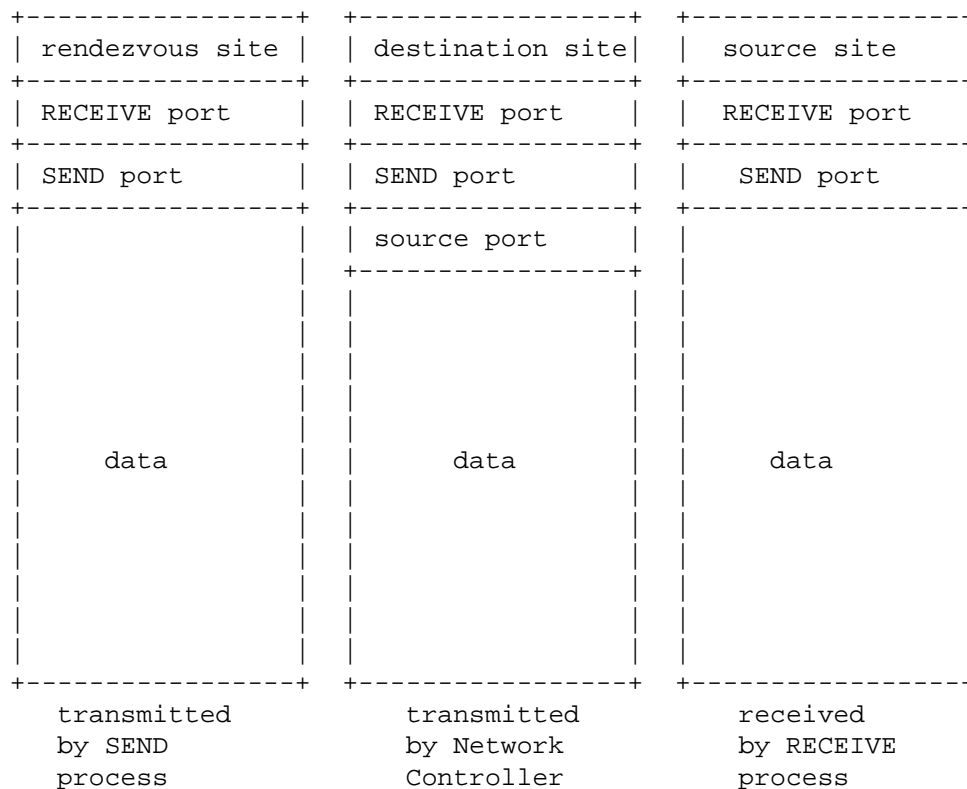 rendezvous site destination site source site
RECEIVE port RECEIVE port RECEIVE port
SEND port SEND port SEND port
source port
data data data
transmitted transmitted received
by SEND by Network by RECEIVE
process Controller process